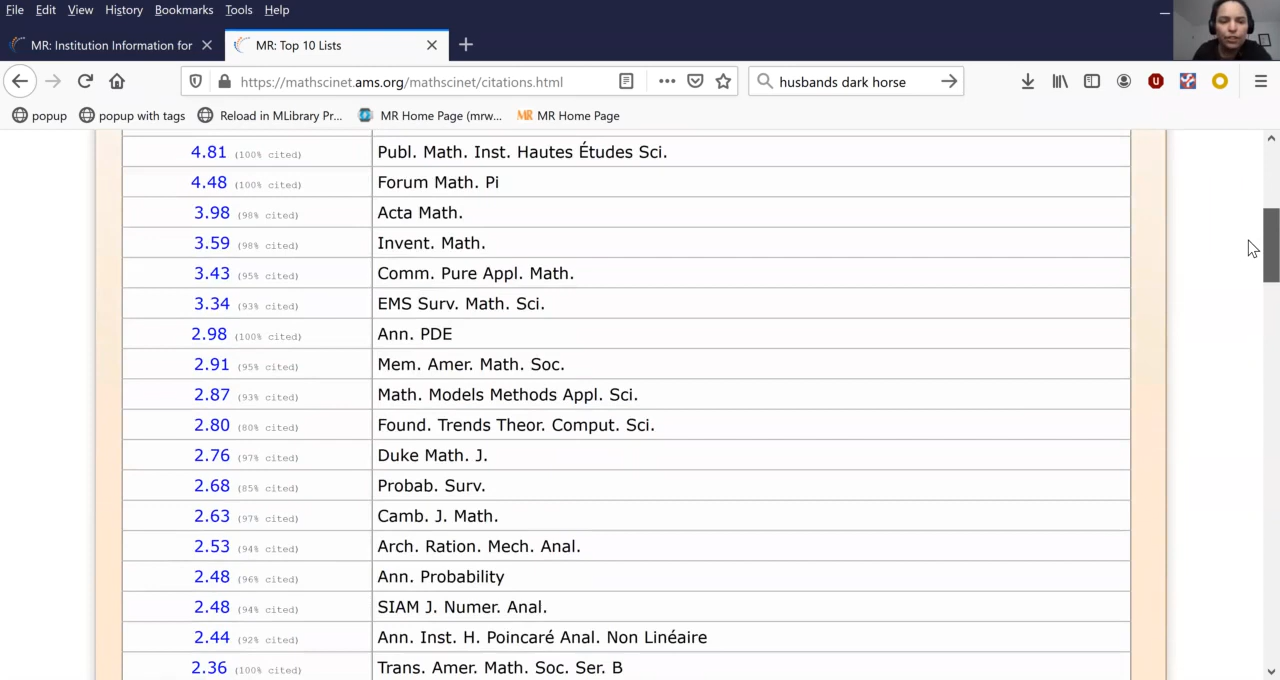 File Edit View History Bookmarks Tools Help
MR: Institution Information for
MR: Top 10 Lists
https://mathscinet.ams.org/mathscinet/citations.html
husbands dark horse
popup
popup with tags
Reload in MLibrary Pr...
MR Home Page (mrw...
MR MR Home Page
4.81 (100% cited) Publ. Math. Inst. Hautes Études Sci.
4.48 (100% cited) Forum Math. Pi
3.98 (98% cited) Acta Math.
3.59 (98% cited) Invent. Math.
3.43 (95% cited) Comm. Pure Appl. Math.
3.34 (93% cited) EMS Surv. Math. Sci.
2.98 (100% cited) Ann. PDE
2.91 (95% cited) Mem. Amer. Math. Soc.
2.87 (93% cited) Math. Models Methods Appl. Sci.
2.80 (80% cited) Found. Trends Theor. Comput. Sci.
2.76 (97% cited) Duke Math. J.
2.68 (85% cited) Probab. Surv.
2.63 (97% cited) Camb. J. Math.
2.53 (94% cited) Arch. Ration. Mech. Anal.
2.48 (96% cited) Ann. Probability
2.48 (94% cited) SIAM J. Numer. Anal.
2.44 (92% cited) Ann. Inst. H. Poincaré Anal. Non Linéaire
2.36 (100% cited) Trans. Amer. Math. Soc. Ser. B